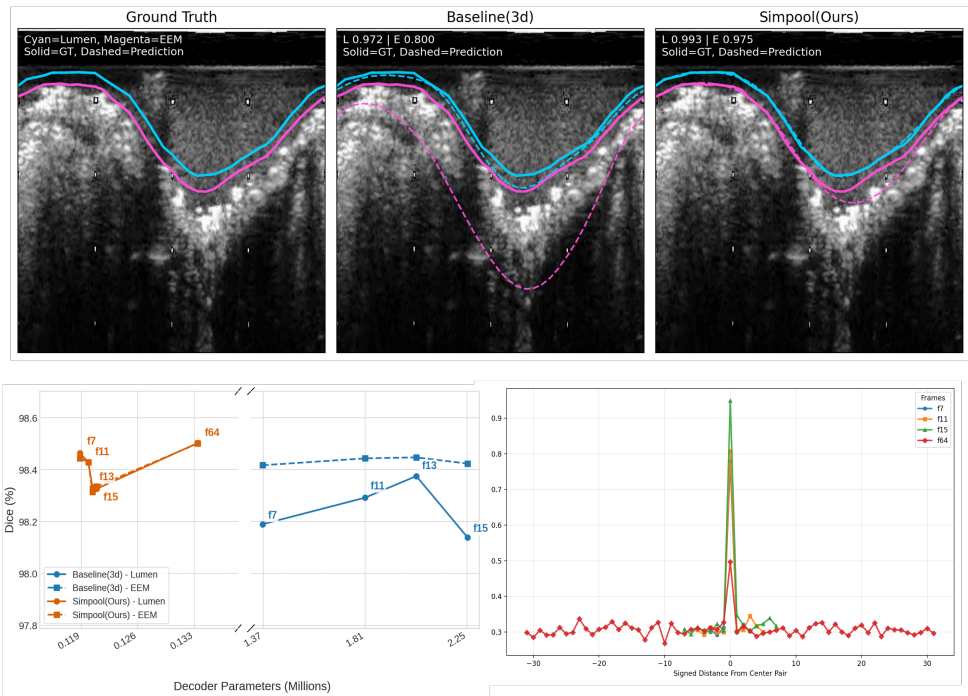 Ground Truth
Baseline(3d)
Simpool(Ours)
Cyan=Lumen, Magenta=EEM
Solid=GT, Dashed=Prediction
L 0.972 | E 0.800
Solid=GT, Dashed=Prediction
L 0.993 | E 0.975
Solid=GT, Dashed=Prediction
98.6
98.4
98.2
98.0
97.8
Dice (%)
f7
f11
f13
f15
f64
f7
f11
f13
f15
Baseline(3d) - Lumen
Baseline(3d) - EEM
Simpool(Ours) - Lumen
Simpool(Ours) - EEM
0.119
0.126
0.133
1.37
1.81
2.25
Decoder Parameters (Millions)
0.9
0.8
0.7
0.6
0.5
0.4
0.3
Frames
f7
f11
f15
f64
−30
−20
−10
0
10
20
30
Signed Distance From Center Pair